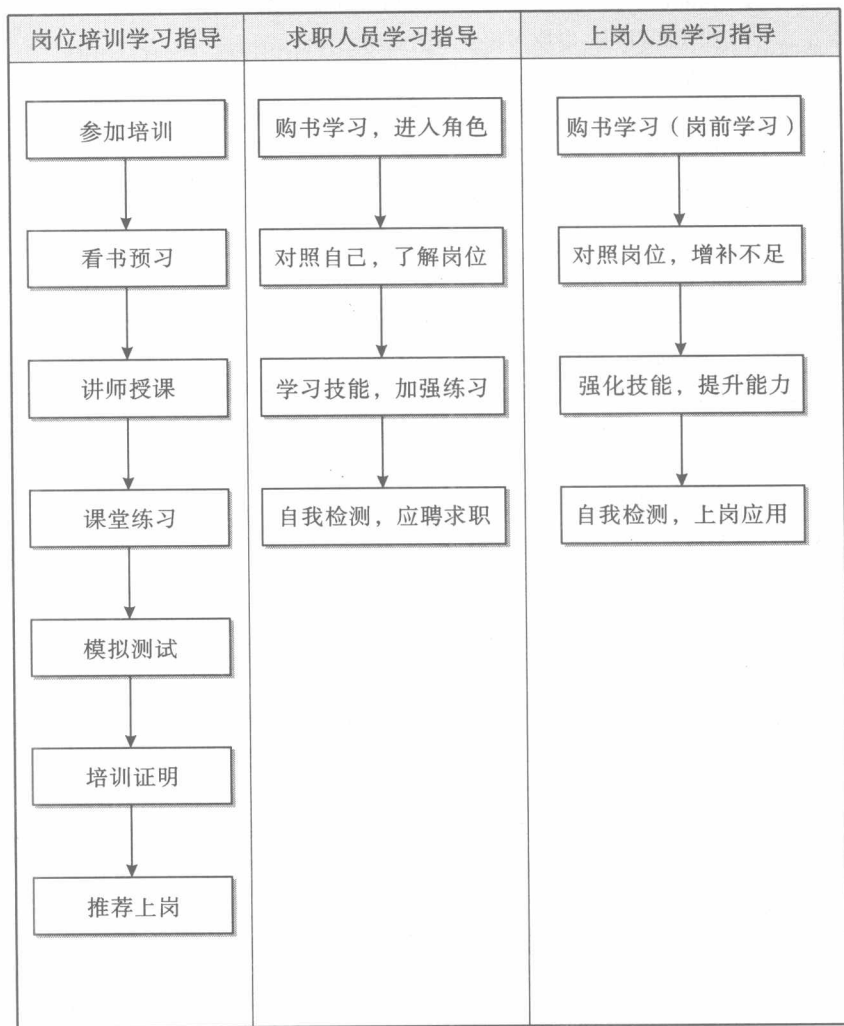 岗位培训学习指导
求职人员学习指导
上岗人员学习指导
参加培训
看书预习
讲师授课
课堂练习
模拟测试
培训证明
推荐上岗
购书学习，进入角色
对照自己，了解岗位
学习技能，加强练习
自我检测，应聘求职
购书学习（岗前学习）
对照岗位，增补不足
强化技能，提升能力
自我检测，上岗应用